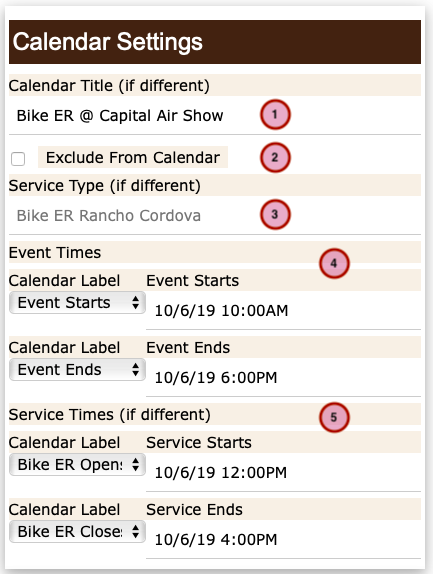 Calendar Settings
Calendar Title (if different)
Bike ER @ Capital Air Show 1
Exclude From Calendar 2
Service Type (if different)
Bike ER Rancho Cordova 3
Event Times 4
Calendar Label Event Starts
Event Starts 10/6/19 10:00AM
Calendar Label Event Ends
Event Ends 10/6/19 6:00PM
Service Times (if different) 5
Calendar Label Service Starts
Bike ER Opens 10/6/19 12:00PM
Calendar Label Service Ends
Bike ER Closes 10/6/19 4:00PM